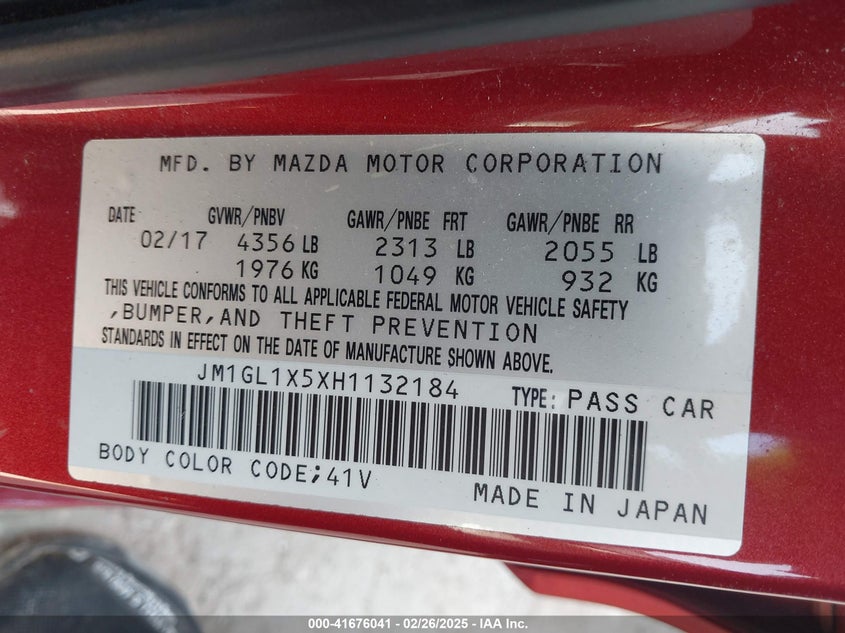 MFD. BY MAZDA MOTOR CORPORATION
DATE GVWR/PNBV GAWR/PNBE FRT GAWR/PNBE RR
02/17 4356 LB 2313 LB 2055 LB
1976 KG 1049 KG 932 KG
THIS VEHICLE CONFORMS TO ALL APPLICABLE FEDERAL MOTOR VEHICLE SAFETY
,BUMPER,AND THEFT PREVENTION
STANDARDS IN EFFECT ON THE DATE OF MANUFACTURE SHOWN ABOVE.
JM1GL1X5XH1132184 TYPE: PASS CAR
BODY COLOR CODE;41V
MADE IN JAPAN
000-41676041 - 02/26/2025 - IAA Inc.